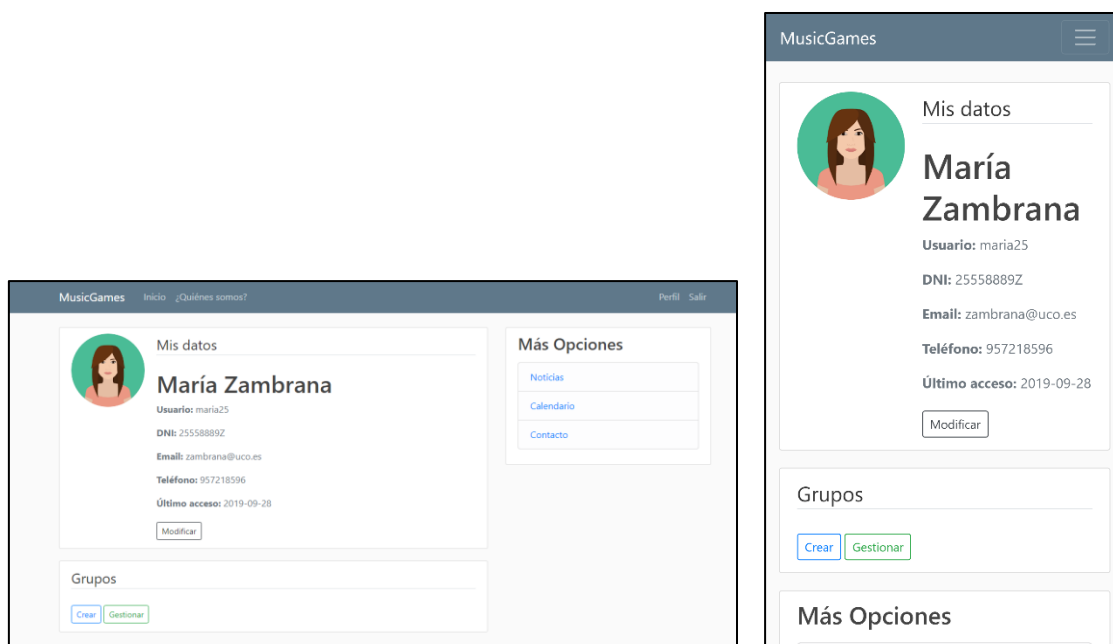 MusicGames Inicio ¿Quiénes somos? Perfil Salir
Mis datos
María Zambrana
Usuario: maria25
DNI: 25558889Z
Email: zambrana@uco.es
Teléfono: 957218596
Último acceso: 2019-09-28
Modificar
Grupos
Crear Gestionar
Más Opciones
Noticias
Calendario
Contacto
MusicGames
Mis datos
María
Zambrana
Usuario: maria25
DNI: 25558889Z
Email: zambrana@uco.es
Teléfono: 957218596
Último acceso: 2019-09-28
Modificar
Grupos
Crear Gestionar
Más Opciones